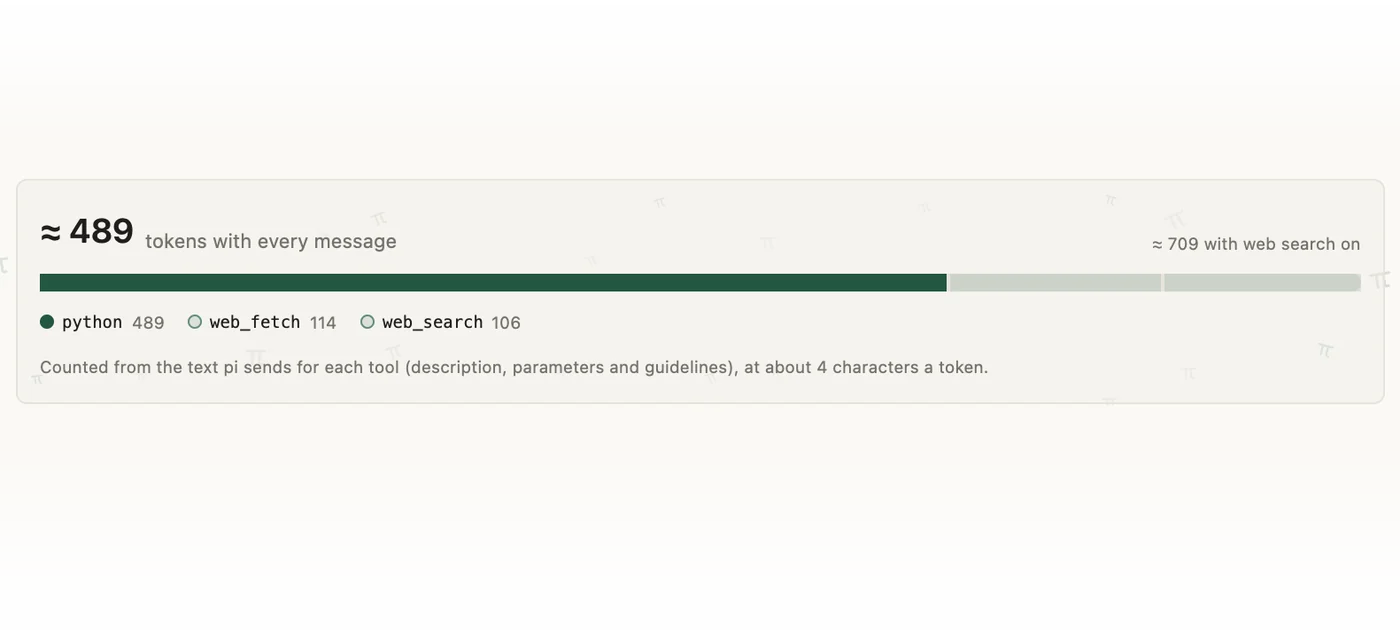 ≈ 489 tokens with every message
≈ 709 with web search on
python 489 web_fetch 114 web_search 106
Counted from the text pi sends for each tool (description, parameters and guidelines), at about 4 characters a token.